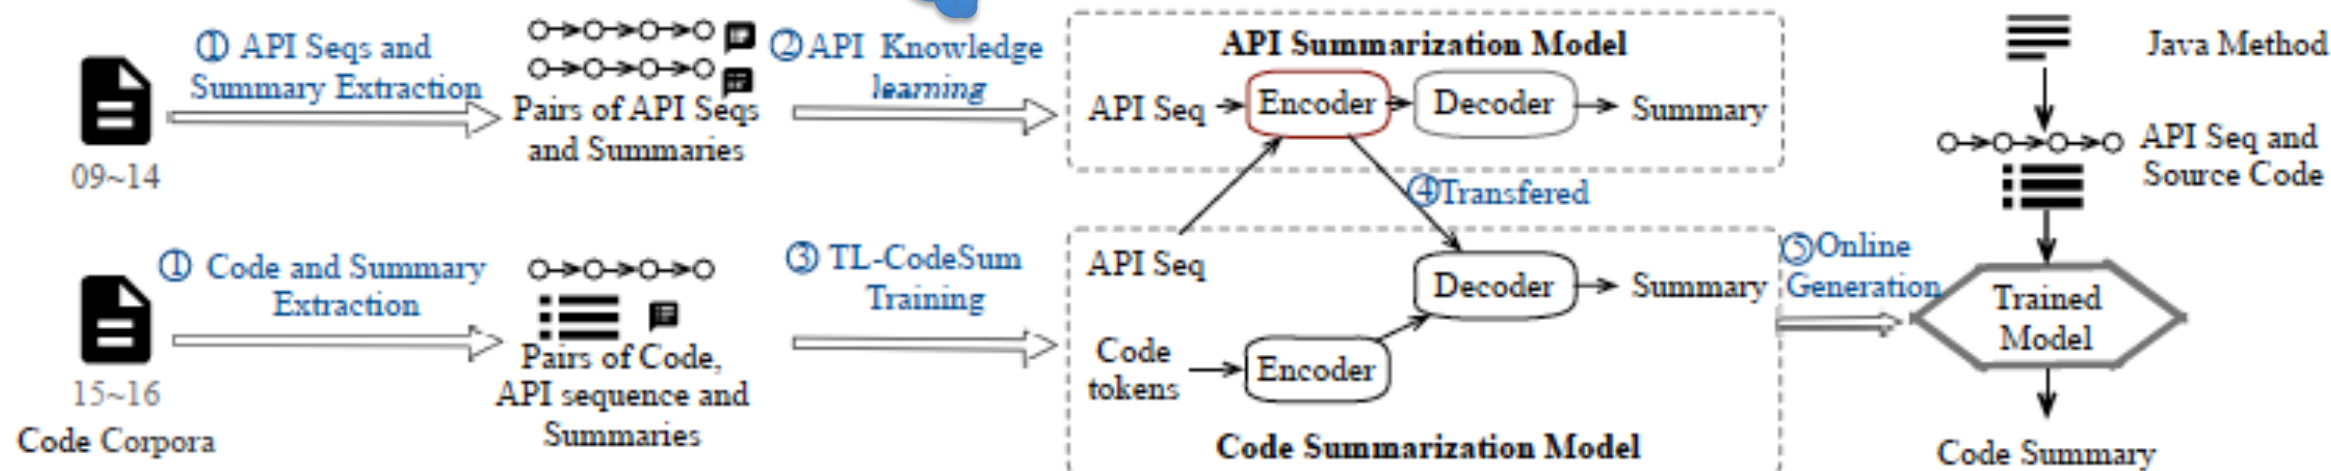 ① API Seqs and
Summary Extraction
09~14
Pairs of API Seqs
and Summaries
② API Knowledge
learning
API Summarization Model
API Seq
Encoder
Decoder
Summary
④Transfered
① Code and Summary
Extraction
15~16
Code Corpora
Pairs of Code,
API sequence and
Summaries
③ TL-CodeSum
Training
API Seq
Decoder
Summary
Code
tokens
Encoder
Code Summarization Model
⑤Online
Generation
Java Method
API Seq and
Source Code
Trained
Model
Code Summary